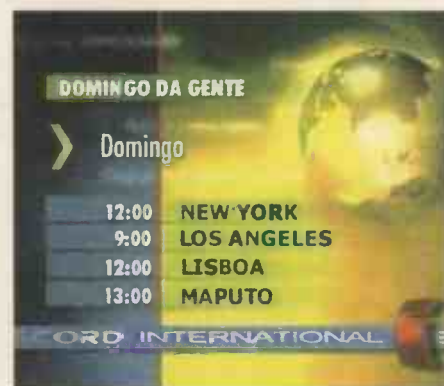 DOMINGO DA GENTE
Domingo
12:00 NEW YORK
9:00 LOS ANGELES
12:00 LISBOA
13:00 MAPUTO
ORD INTERNATIONAL